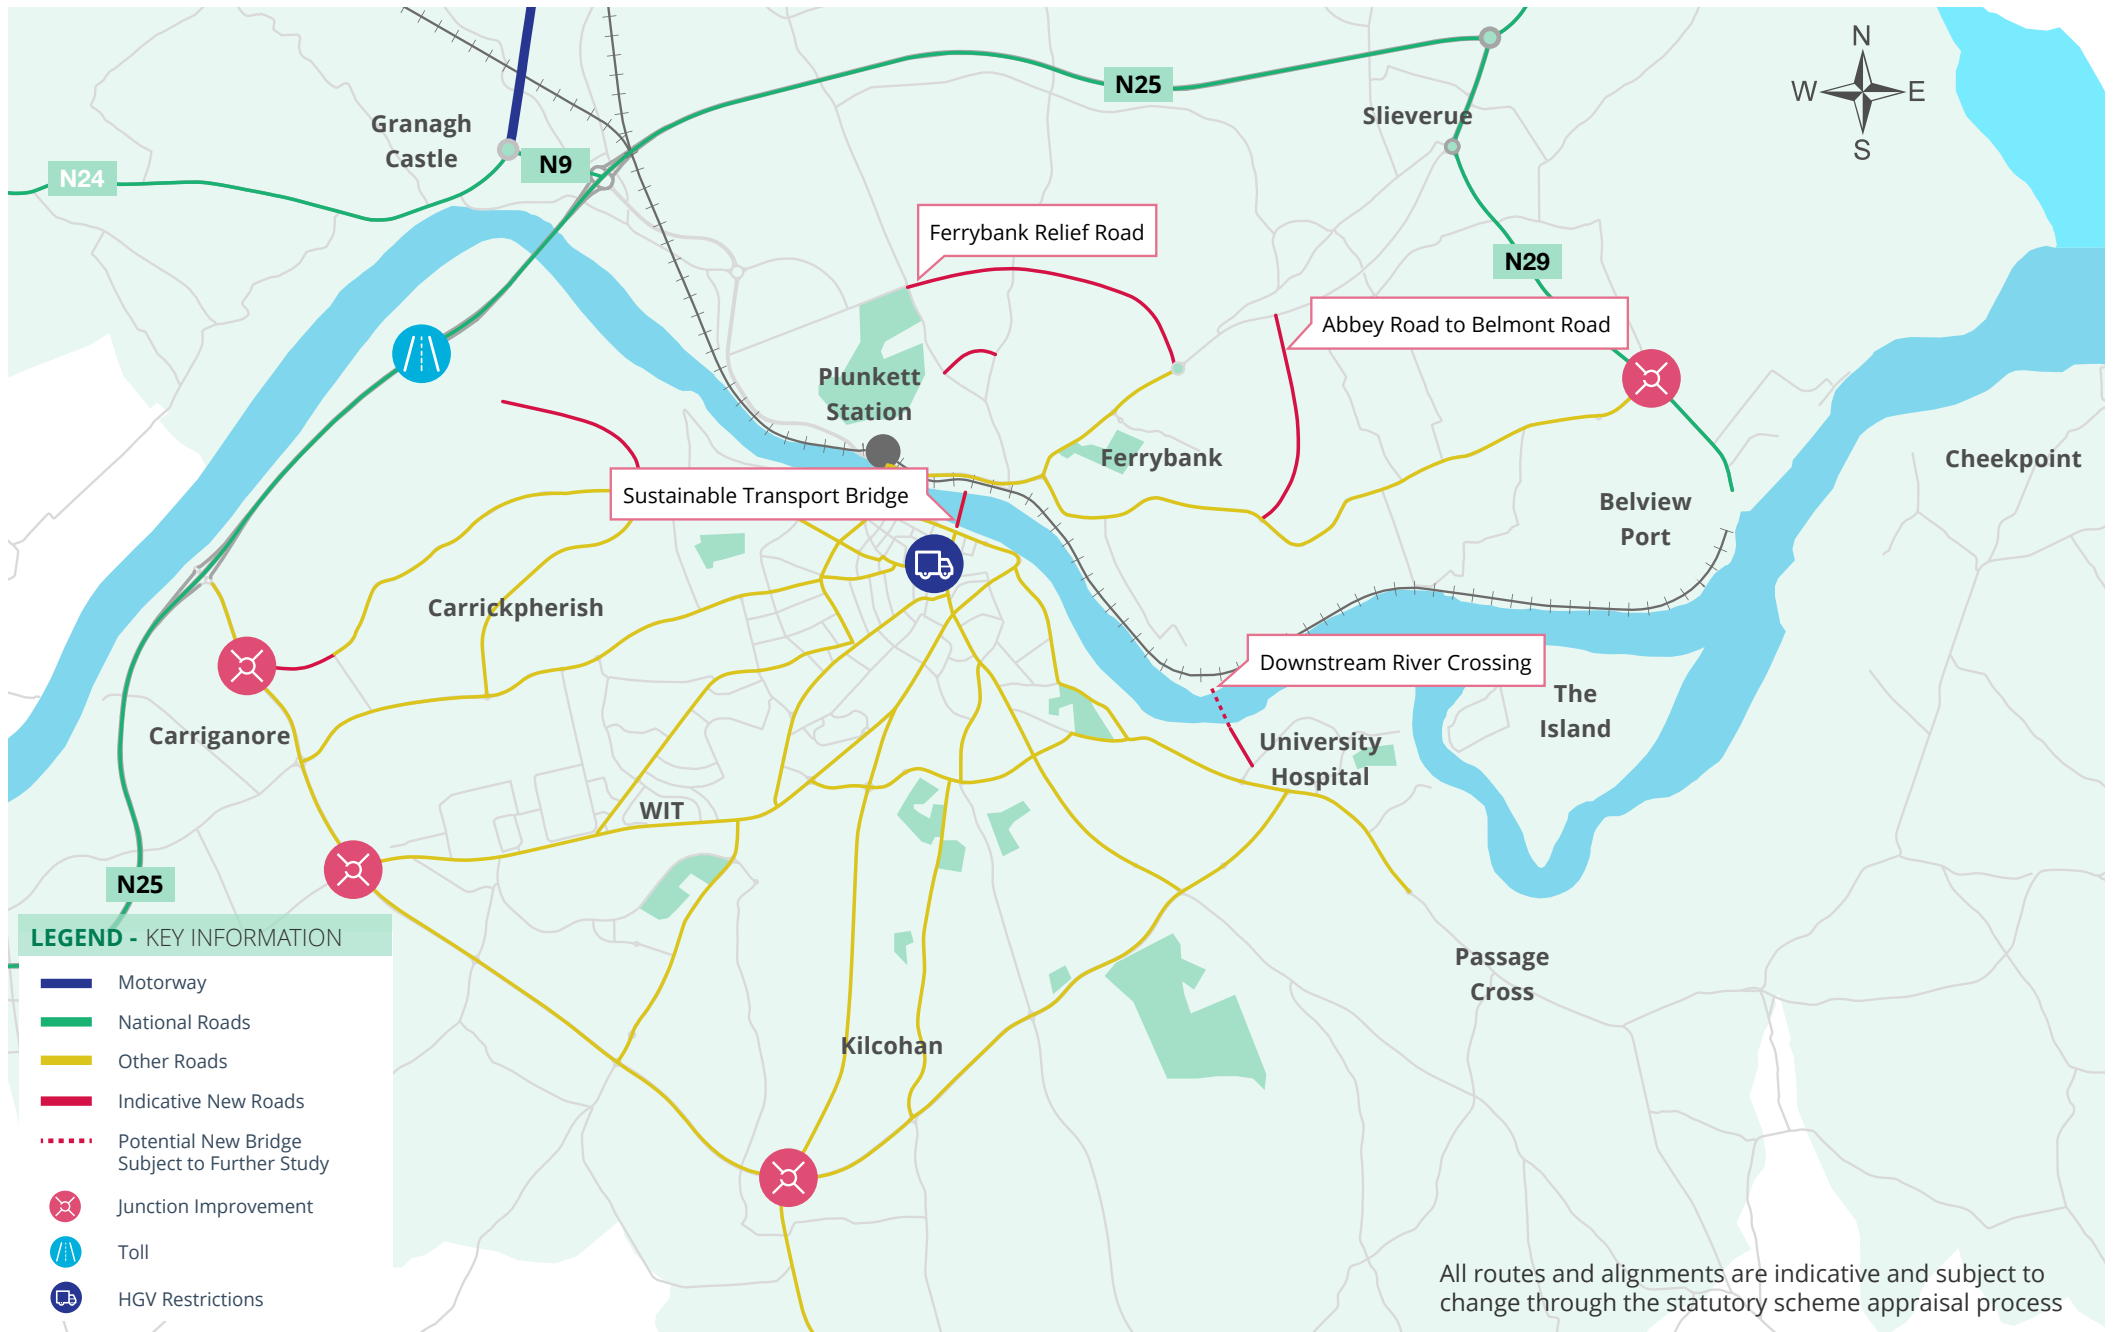 N
W
E
S
N25
Slieverue
Granagh
Castle
N9
N24
Ferrybank Relief Road
N29
Abbey Road to Belmont Road
Plunkett
Station
Ferrybank
Cheekpoint
Sustainable Transport Bridge
Belview
Port
Carrickpherish
Downstream River Crossing
The
Island
Carriganore
University
Hospital
WIT
N25
Passage
Cross
Kilcohan
LEGEND - KEY INFORMATION
Motorway
National Roads
Other Roads
Indicative New Roads
Potential New Bridge
Subject to Further Study
Junction Improvement
Toll
HGV Restrictions
All routes and alignments are indicative and subject to
change through the statutory scheme appraisal process